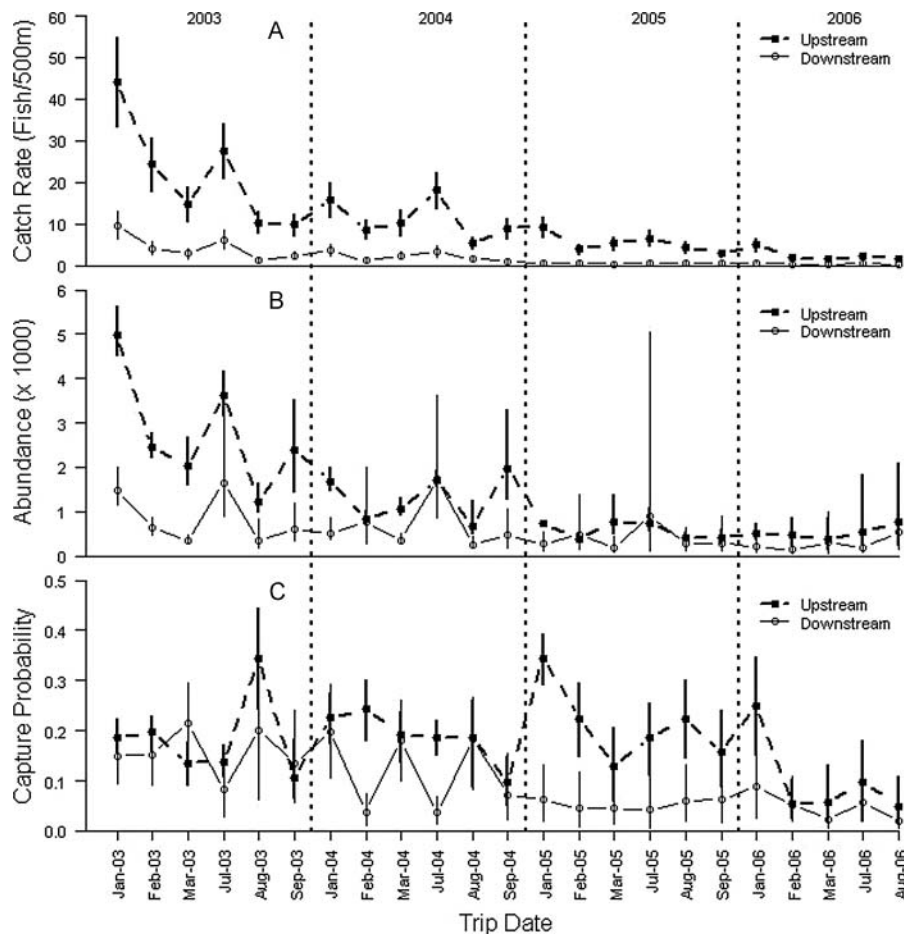 2003 2004 2005 2006
A
Catch Rate (Fish/500m)
60
50
40
30
20
10
0
Upstream
Downstream
B
Abundance (x 1000)
6
5
4
3
2
1
0
Upstream
Downstream
C
Capture Probability
0.5
0.4
0.3
0.2
0.1
0.0
Upstream
Downstream
Jan-03
Feb-03
Mar-03
Jul-03
Aug-03
Sep-03
Jan-04
Feb-04
Mar-04
Jul-04
Aug-04
Sep-04
Jan-05
Feb-05
Mar-05
Jul-05
Aug-05
Sep-05
Jan-06
Feb-06
Mar-06
Jul-06
Aug-06
Trip Date